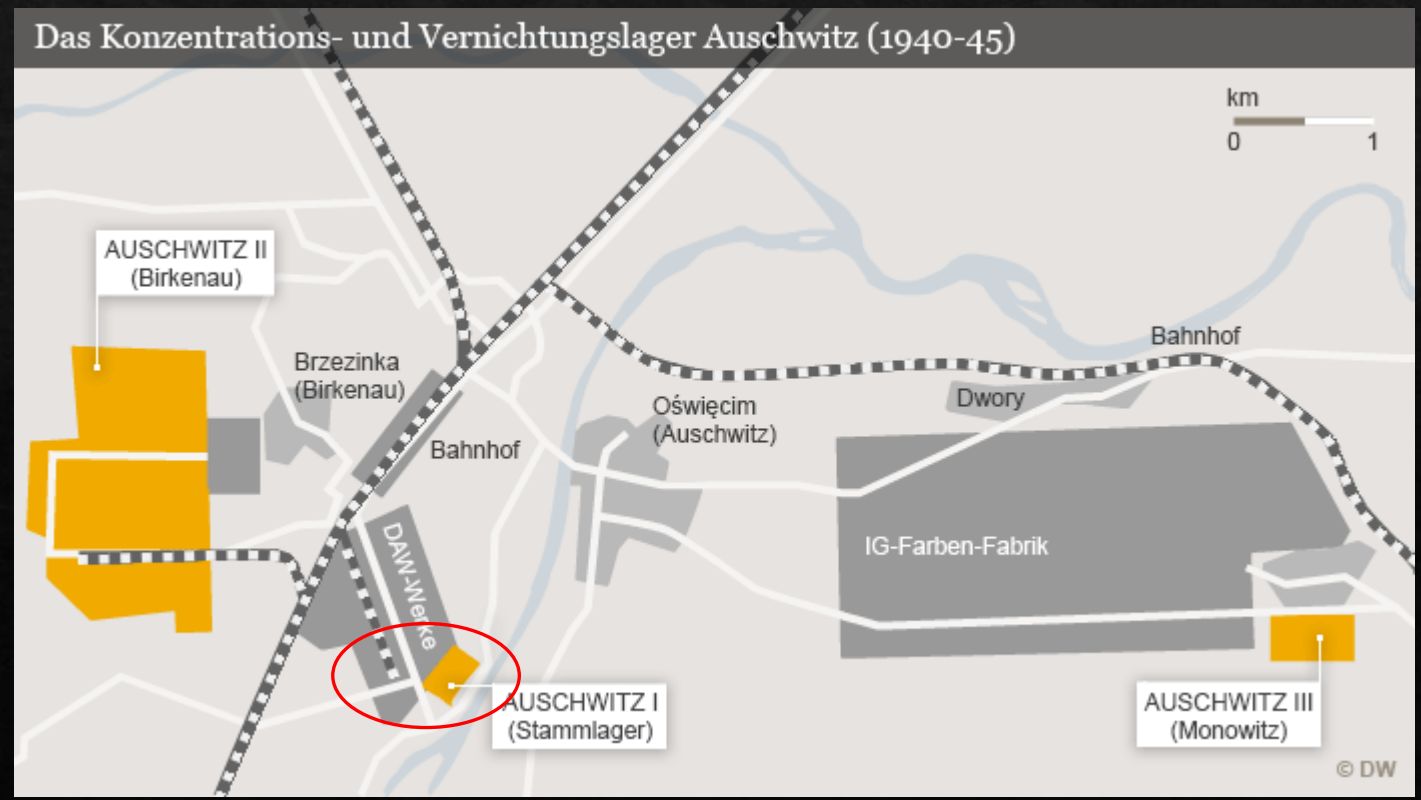 Das Konzentrations- und Vernichtungslager Auschwitz (1940-45)
km
0 1
AUSCHWITZ II
(Birkenau)
Brzezinka
(Birkenau)
Bahnhof
Bahnhof
Oświęcim
(Auschwitz)
Dwory
DAW-Werke
IG-Farben-Fabrik
AUSCHWITZ I
(Stammlager)
AUSCHWITZ III
(Monowitz)
© DW